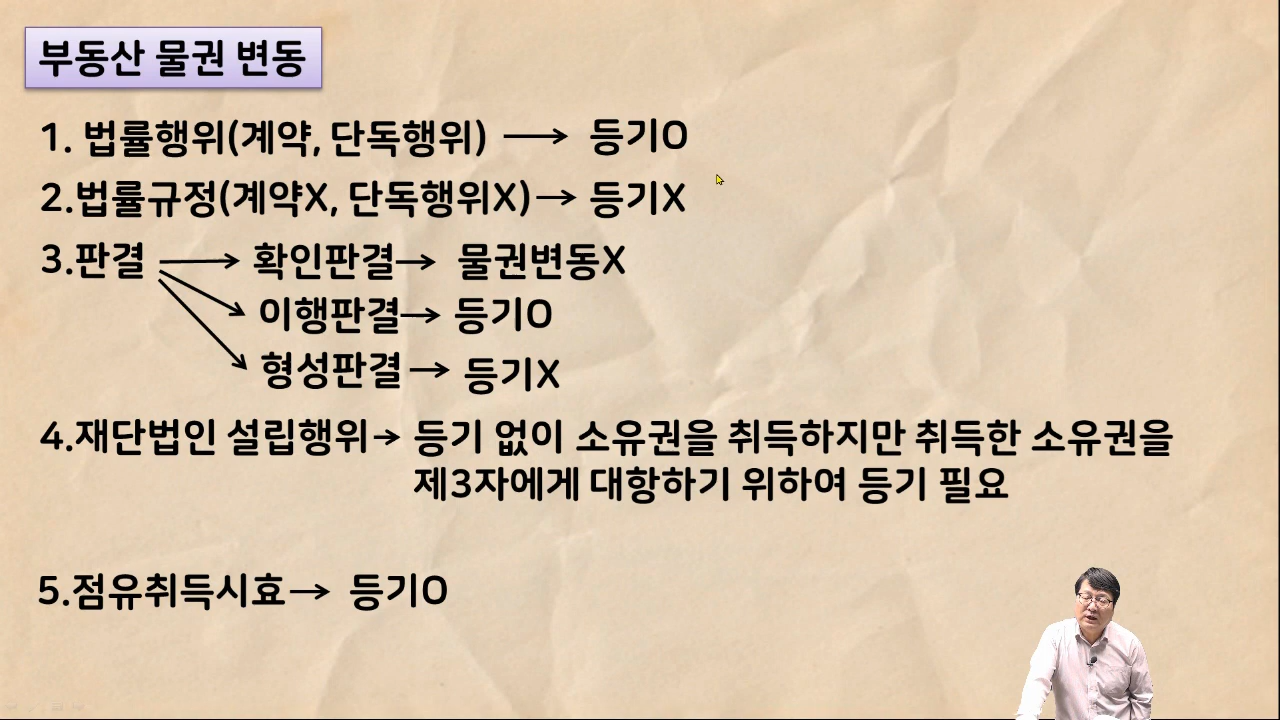 부동산 물권 변동
1. 법률행위(계약, 단독행위) → 등기O
2.법률규정(계약X, 단독행위X)→ 등기X
3.판결 → 확인판결→ 물권변동X
이행판결→ 등기O
형성판결→ 등기X
4.재단법인 설립행위→ 등기 없이 소유권을 취득하지만 취득한 소유권을
제3자에게 대항하기 위하여 등기 필요
5.점유취득시효→ 등기O